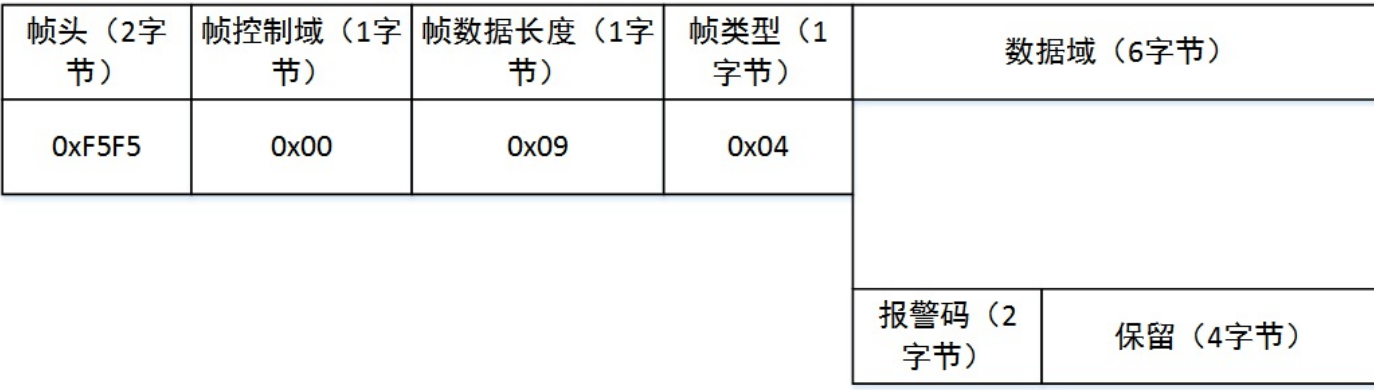 帧头（2字
节）
帧控制域（1字
节）
帧数据长度（1字
节）
帧类型（1
字节）
数据域（6字节）
0xF5F5
0x00
0x09
0x04
报警码（2
字节）
保留（4字节）